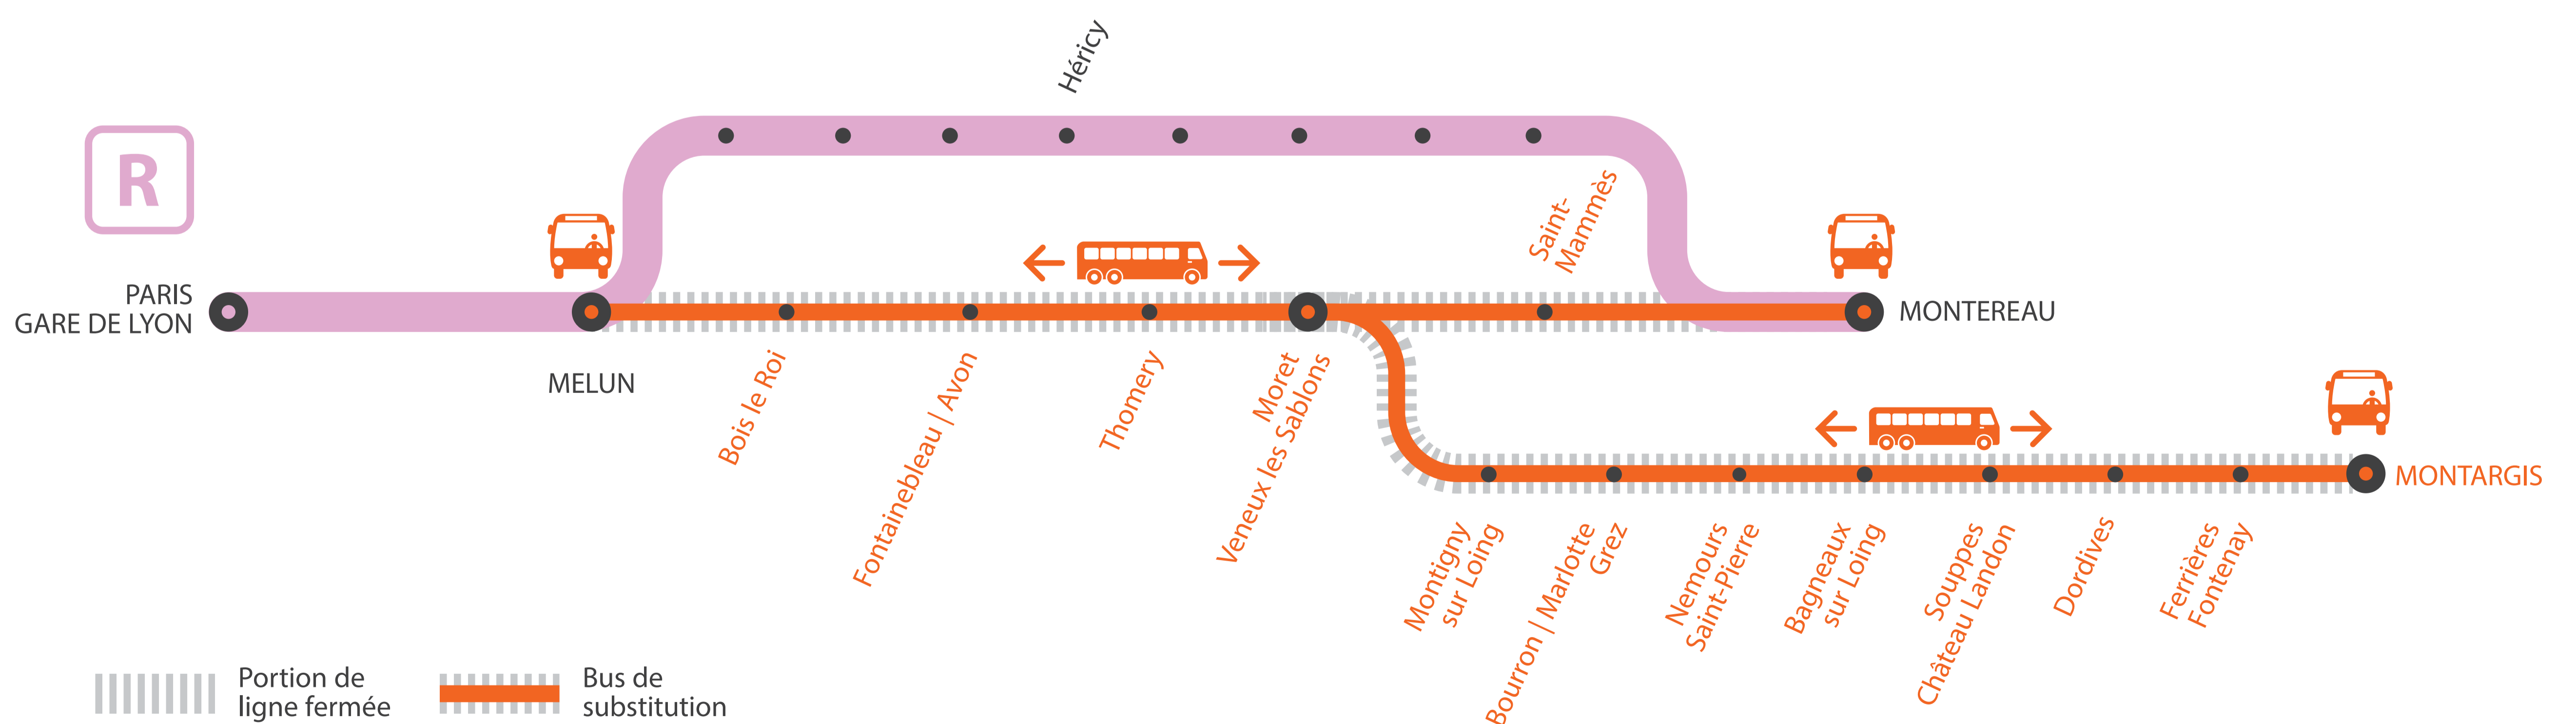 Héricy
R
Saint-
Mammès
PARIS
GARE DE LYON
MONTEREAU
MELUN
Bois le Roi
Fontainebleau | Avon
Thomery
Moret
Veneux les Sablons
MONTARGIS
Montigny
sur Loing
Bourron | Marlotte
Grez
Nemours
Saint-Pierre
Bagneaux
sur Loing
Souppes
Château Landon
Dordives
Ferrières
Fontenay
Portion de
ligne fermée
Bus de
substitution